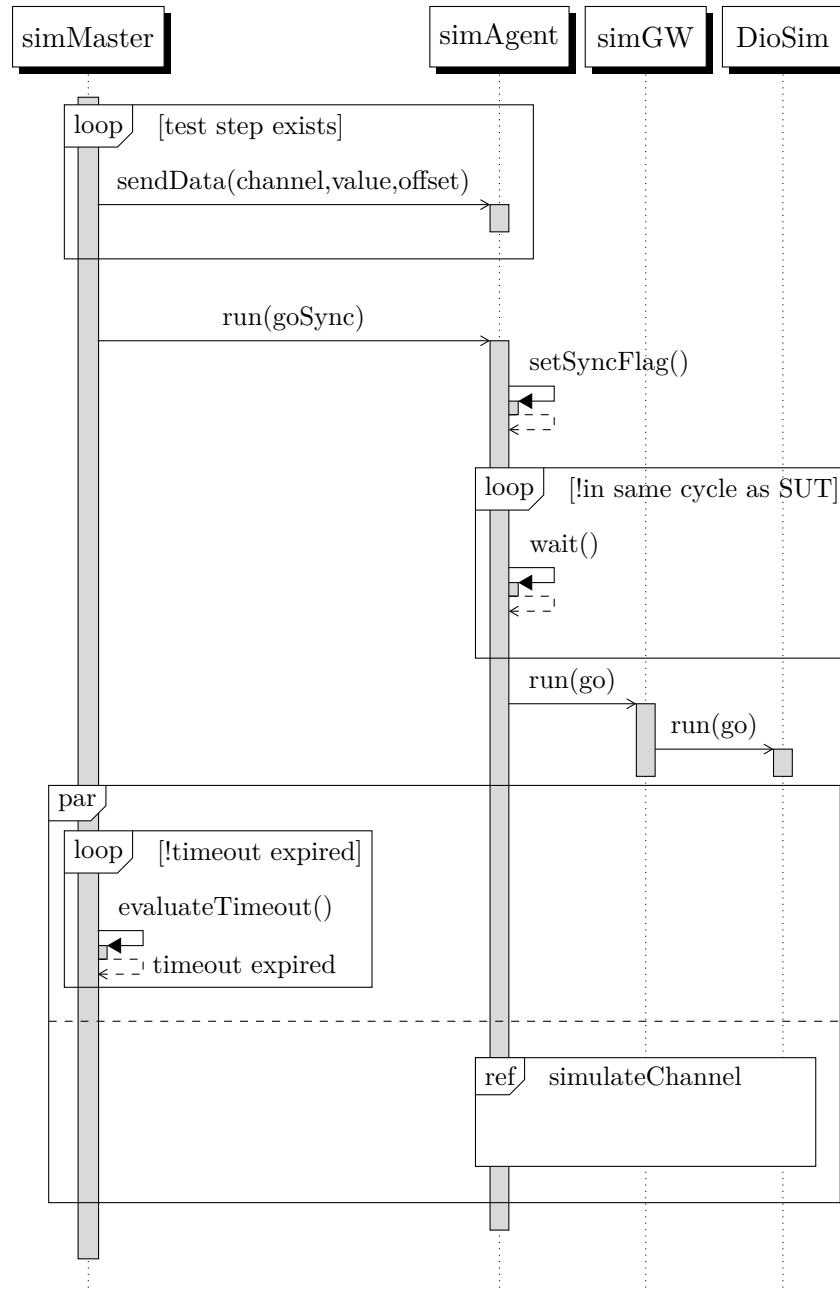 simMaster
simAgent
simGW
DioSim
loop
[test step exists]
sendData(channel,value,offset)
run(goSync)
setSyncFlag()
loop
[!in same cycle as SUT]
wait()
run(go)
run(go)
par
loop
[!timeout expired]
evaluateTimeout()
timeout expired
ref
simulateChannel